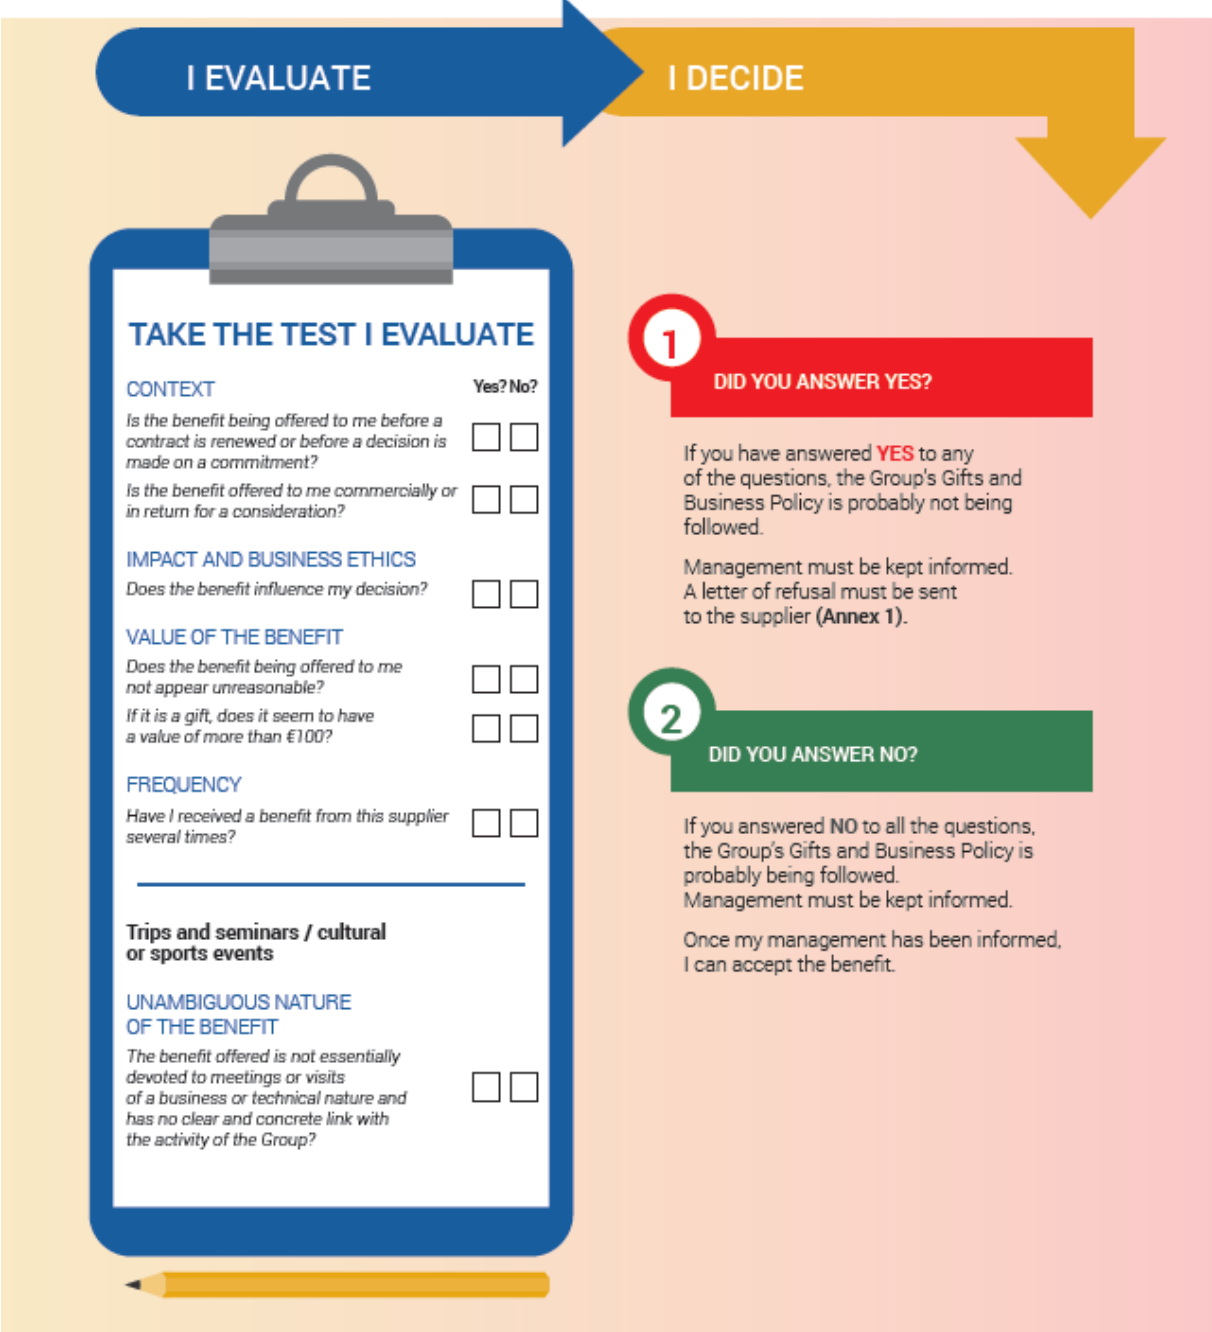 I EVALUATE
I DECIDE
TAKE THE TEST I EVALUATE
CONTEXT
Yes? No?
Is the benefit being offered to me before a
contract is renewed or before a decision is
made on a commitment?
Is the benefit offered to me commercially or
in return for a consideration?
IMPACT AND BUSINESS ETHICS
Does the benefit influence my decision?
VALUE OF THE BENEFIT
Does the benefit being offered to me
not appear unreasonable?
If it is a gift, does it seem to have
a value of more than €100?
FREQUENCY
Have I received a benefit from this supplier
several times?
Trips and seminars / cultural
or sports events
UNAMBIGUOUS NATURE
OF THE BENEFIT
The benefit offered is not essentially
devoted to meetings or visits
of a business or technical nature and
has no clear and concrete link with
the activity of the Group?
1
DID YOU ANSWER YES?
If you have answered YES to any
of the questions, the Group's Gifts and
Business Policy is probably not being
followed.
Management must be kept informed.
A letter of refusal must be sent
to the supplier (Annex 1).
2
DID YOU ANSWER NO?
If you answered NO to all the questions,
the Group's Gifts and Business Policy is
probably being followed.
Management must be kept informed.
Once my management has been informed,
I can accept the benefit.